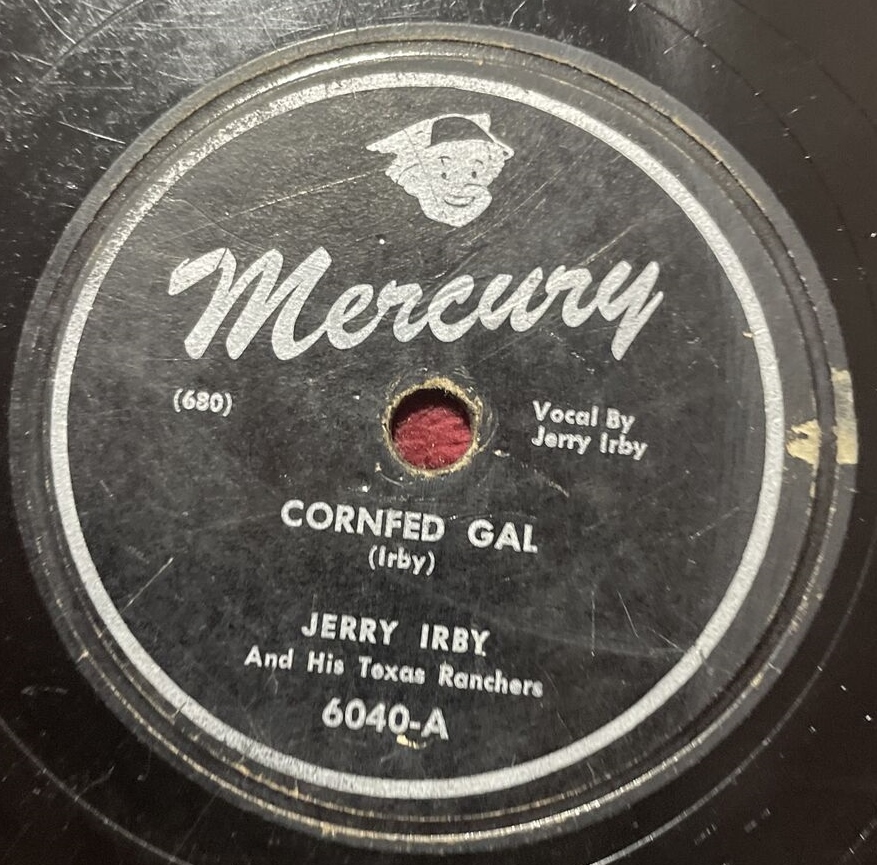 Mercury
(680)
Vocal By
Jerry Irby
CORNFED GAL
(Irby)
JERRY IRBY
And His Texas Ranchers
6040-A